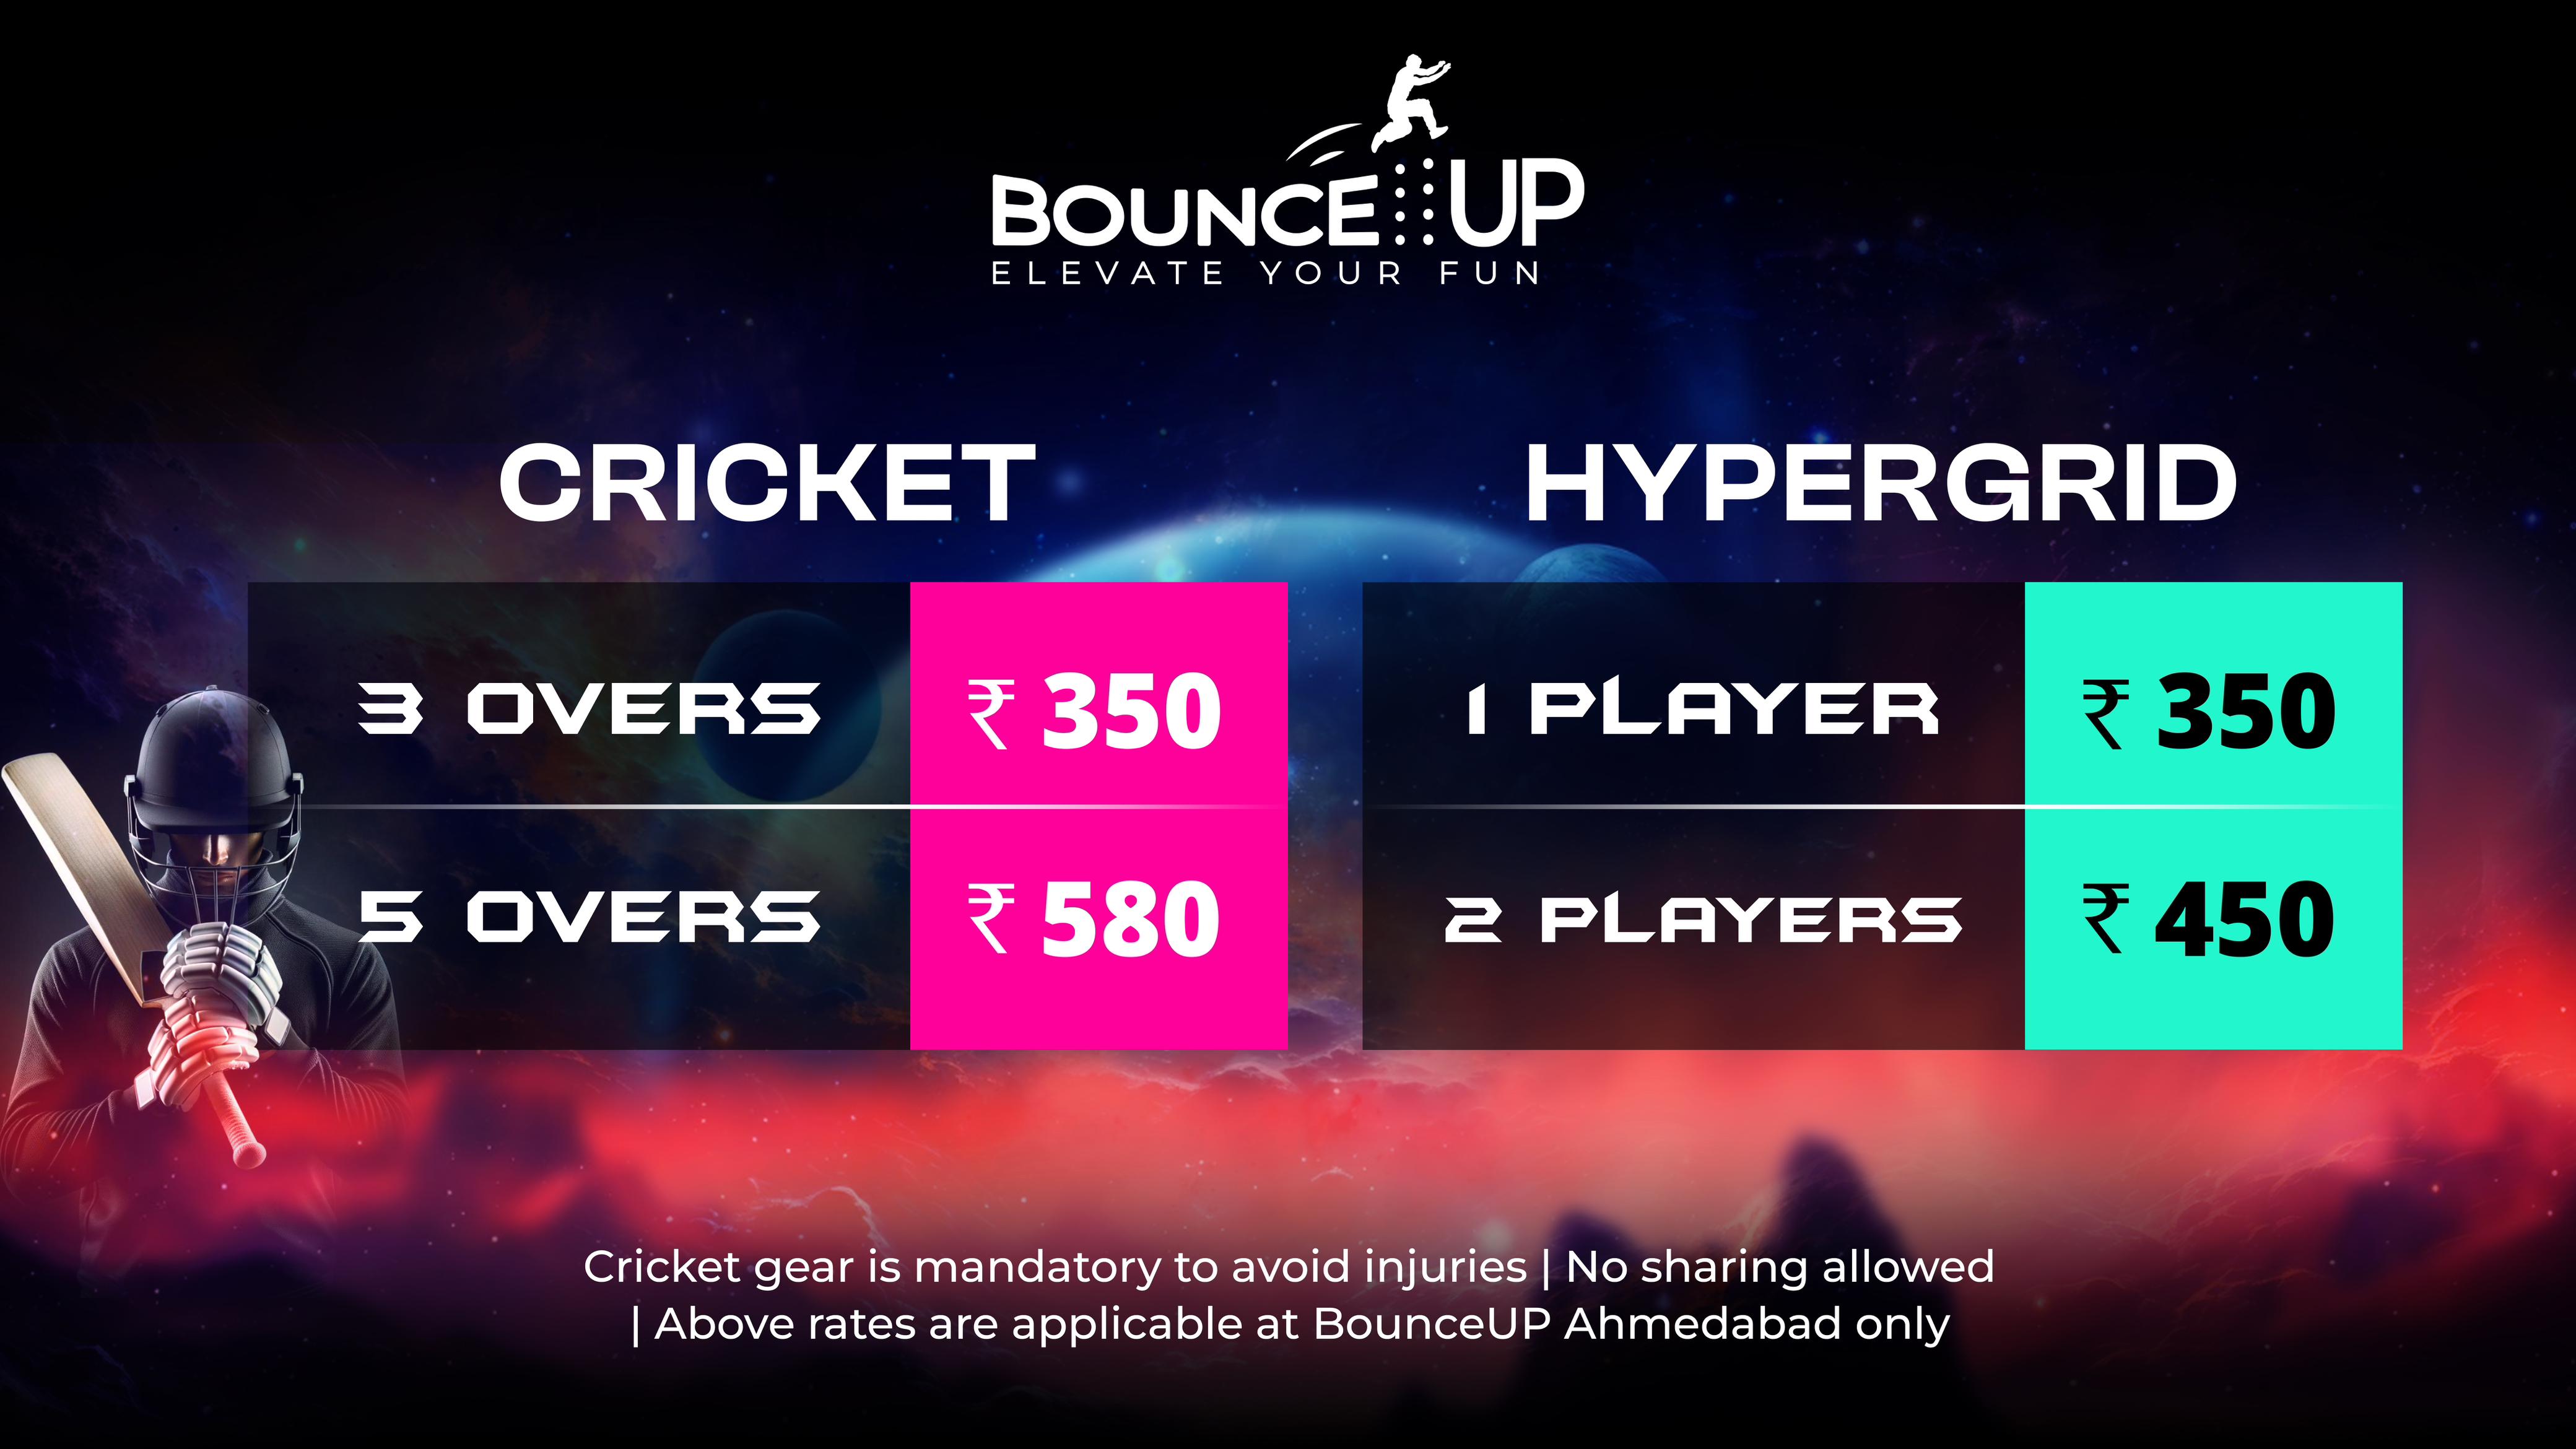 BOUNCE UP
ELEVATE YOUR FUN
CRICKET
3 OVERS ₹ 350
5 OVERS ₹ 580
HYPERGRID
1 PLAYER ₹ 350
2 PLAYERS ₹ 450
Cricket gear is mandatory to avoid injuries | No sharing allowed
| Above rates are applicable at BounceUP Ahmedabad only